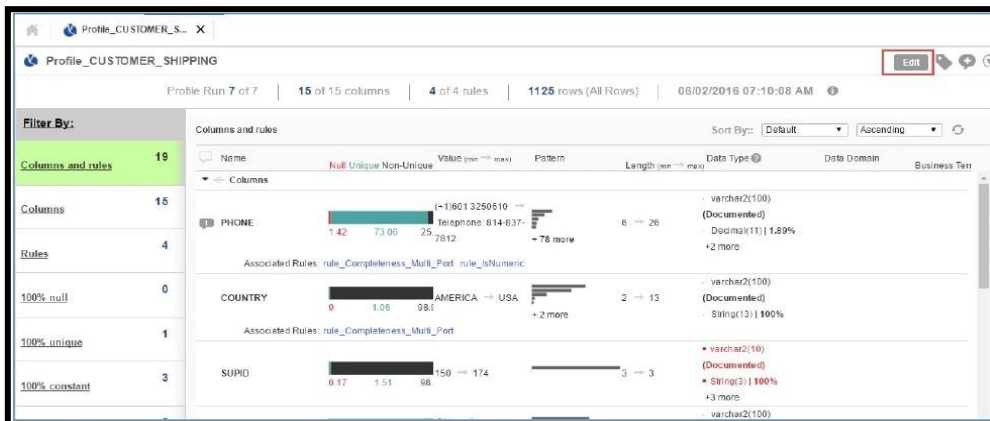 Profile_CUSTOMER_S... X
Profile_CUSTOMER_SHIPPING
Edit
Profile Run 7 of 7 | 15 of 15 columns | 4 of 4 rules | 1125 rows (All Rows) | 06/02/2016 07:10:08 AM
Filter By:
Columns and rules 19
Columns 15
Rules 4
100% null 0
100% unique 1
100% constant 3
Columns and rules
Sort By:: Default Ascending
Name Null Unique Non-Unique Value (min → max) Pattern Length (min → max) Data Type Data Domain Business Terr
Columns
PHONE
1.42 73.06 25.
(+1)601 3250610 →
Telephone: 814-837-
7812
+ 78 more
6 → 26
varchar2(100)
(Documented)
Decimal(11) | 1.89%
+2 more
Associated Rules: rule_Completeness_Multi_Port rule_IsNumeric
COUNTRY
0 1.06 98.9
AMERICA → USA
+ 2 more
2 → 13
varchar2(100)
(Documented)
String(13) | 100%
Associated Rules: rule_Completeness_Multi_Port
SUPID
0.17 1.51 98.
150 → 174
3 → 3
varchar2(10)
(Documented)
String(3) | 100%
+3 more
varchar2(100)